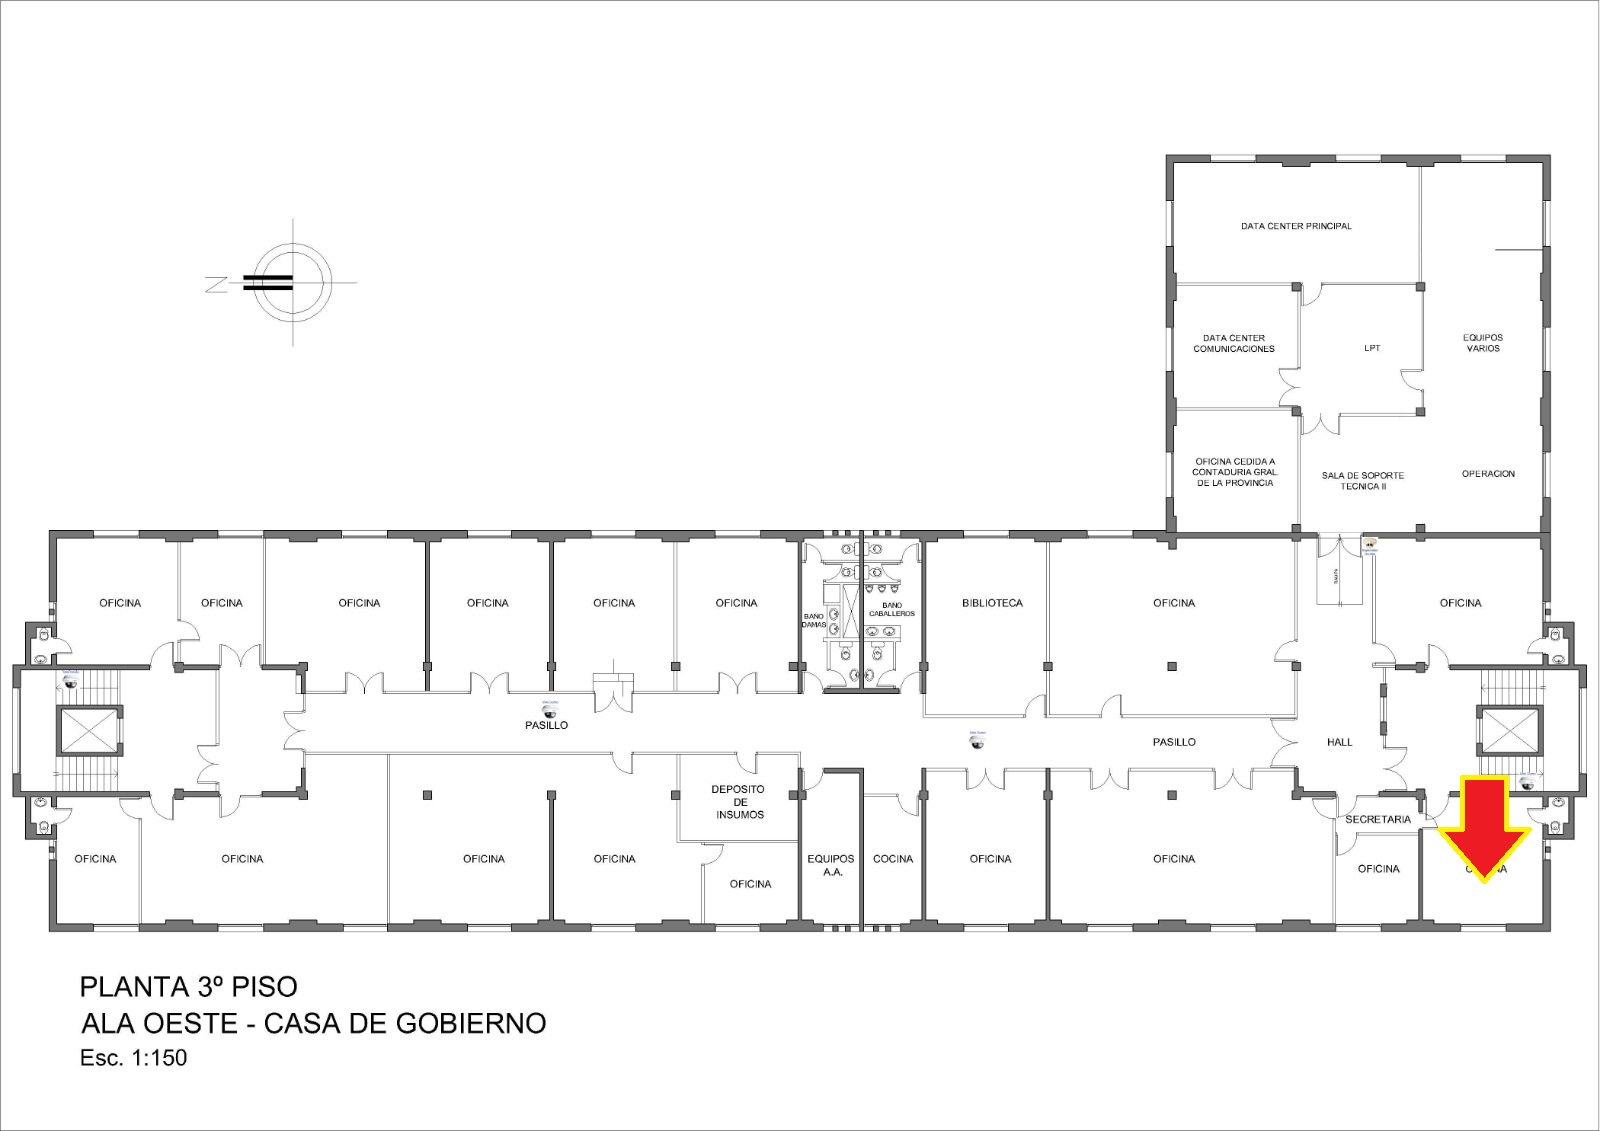 DATA CENTER PRINCIPAL
N
DATA CENTER
COMUNICACIONES
LPT
EQUIPOS
VARIOS
OFICINA CEDIDA A
CONTADURIA GRAL.
DE LA PROVINCIA
SALA DE SOPORTE
TECNICA II
OPERACION
OFICINA
OFICINA
OFICINA
OFICINA
OFICINA
OFICINA
BAÑO
DAMAS
BAÑO
CABALLEROS
BIBLIOTECA
OFICINA
OFICINA
PASILLO
PASILLO
HALL
DEPOSITO
DE
INSUMOS
SECRETARIA
OFICINA
OFICINA
OFICINA
OFICINA
OFICINA
EQUIPOS
A.A.
COCINA
OFICINA
OFICINA
OFICINA
PLANTA 3º PISO
ALA OESTE - CASA DE GOBIERNO
Esc. 1:150